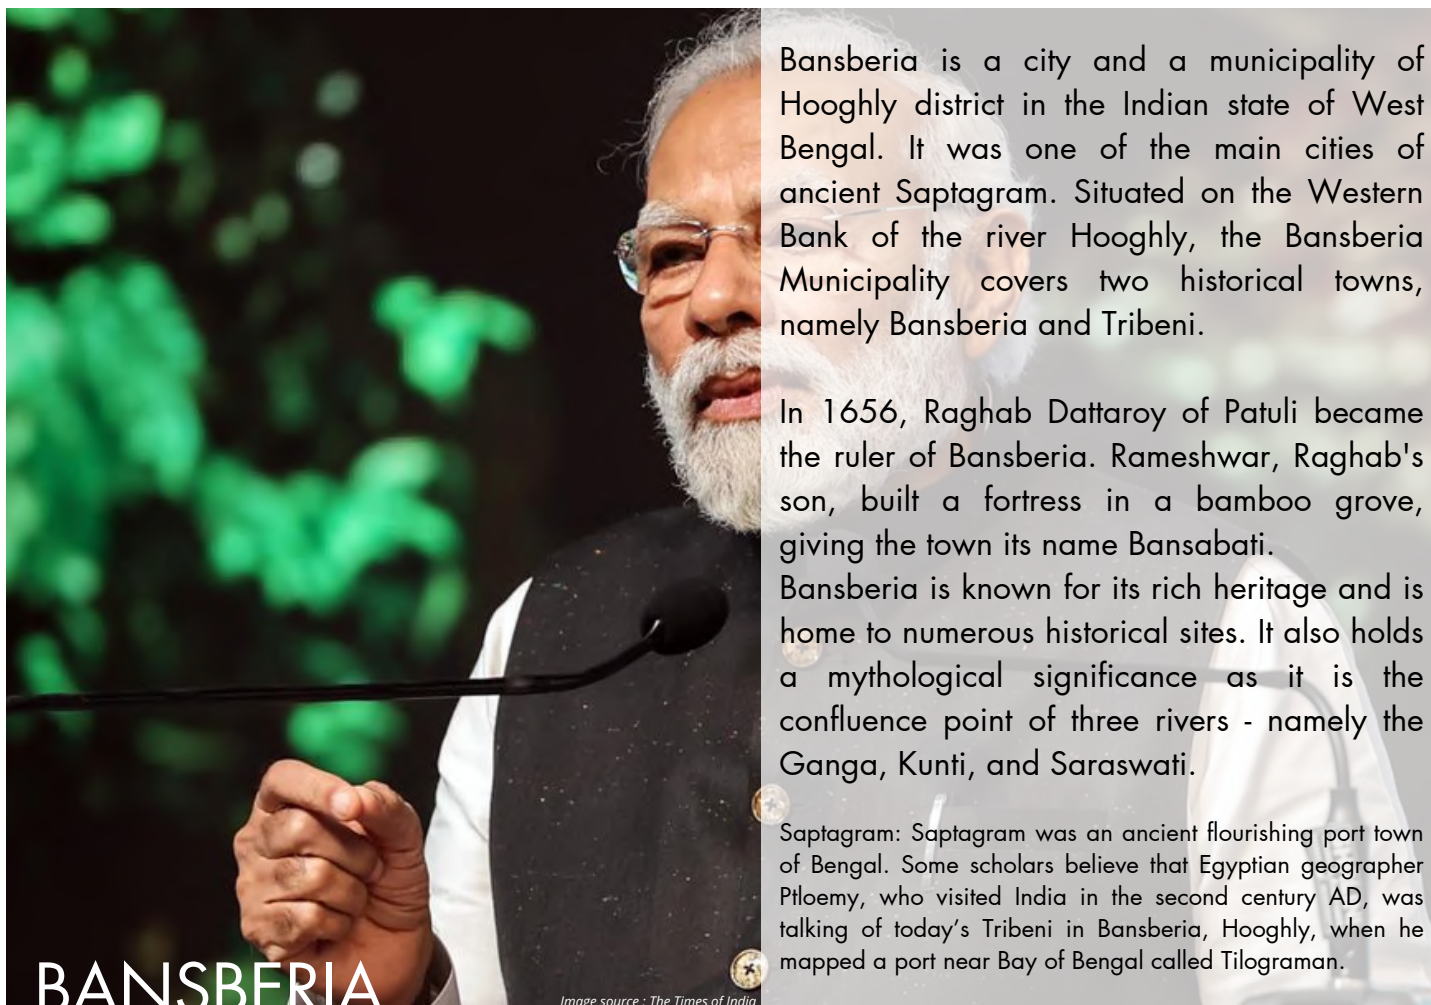 Bansberia is a city and a municipality of
Hooghly district in the Indian state of West
Bengal. It was one of the main cities of
ancient Saptagram. Situated on the Western
Bank of the river Hooghly, the Bansberia
Municipality covers two historical towns,
namely Bansberia and Tribeni.
In 1656, Raghab Dattaroy of Patuli became
the ruler of Bansberia. Rameshwar, Raghab's
son, built a fortress in a bamboo grove,
giving the town its name Bansabati.
Bansberia is known for its rich heritage and is
home to numerous historical sites. It also holds
a mythological significance as it is the
confluence point of three rivers - namely the
Ganga, Kunti, and Saraswati.
Saptagram: Saptagram was an ancient flourishing port town
of Bengal. Some scholars believe that Egyptian geographer
Ptloemy, who visited India in the second century AD, was
talking of today’s Tribeni in Bansberia, Hooghly, when he
mapped a port near Bay of Bengal called Tilograman.
BANSBERIA
Image source : The Times of India